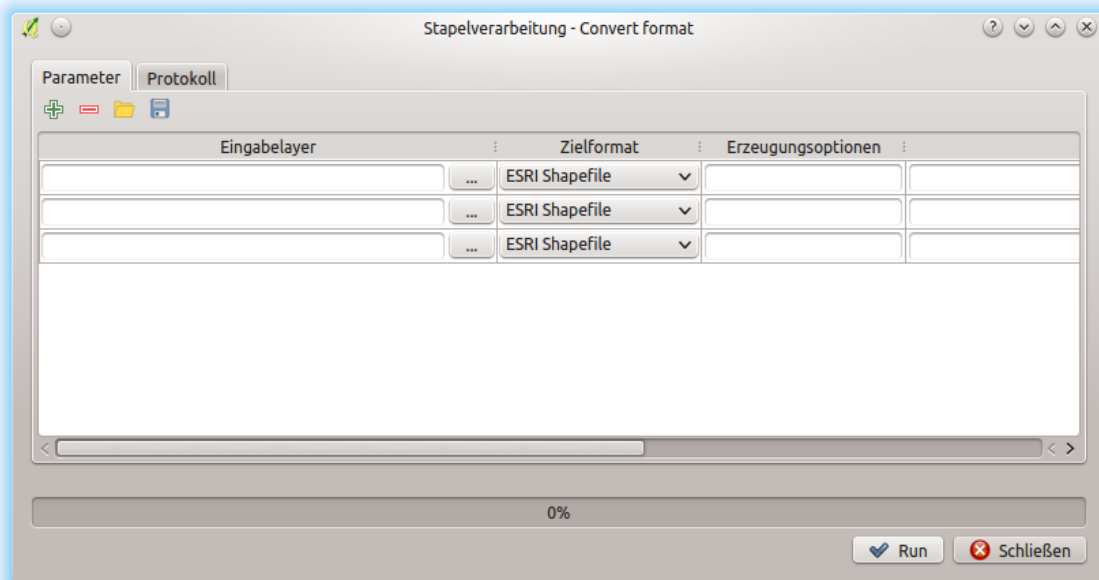 Stapelverarbeitung - Convert format
Parameter Protokoll
Eingabelayer Zielformat Erzeugungsoptionen
... ESRI Shapefile
... ESRI Shapefile
... ESRI Shapefile
0%
Run Schließen